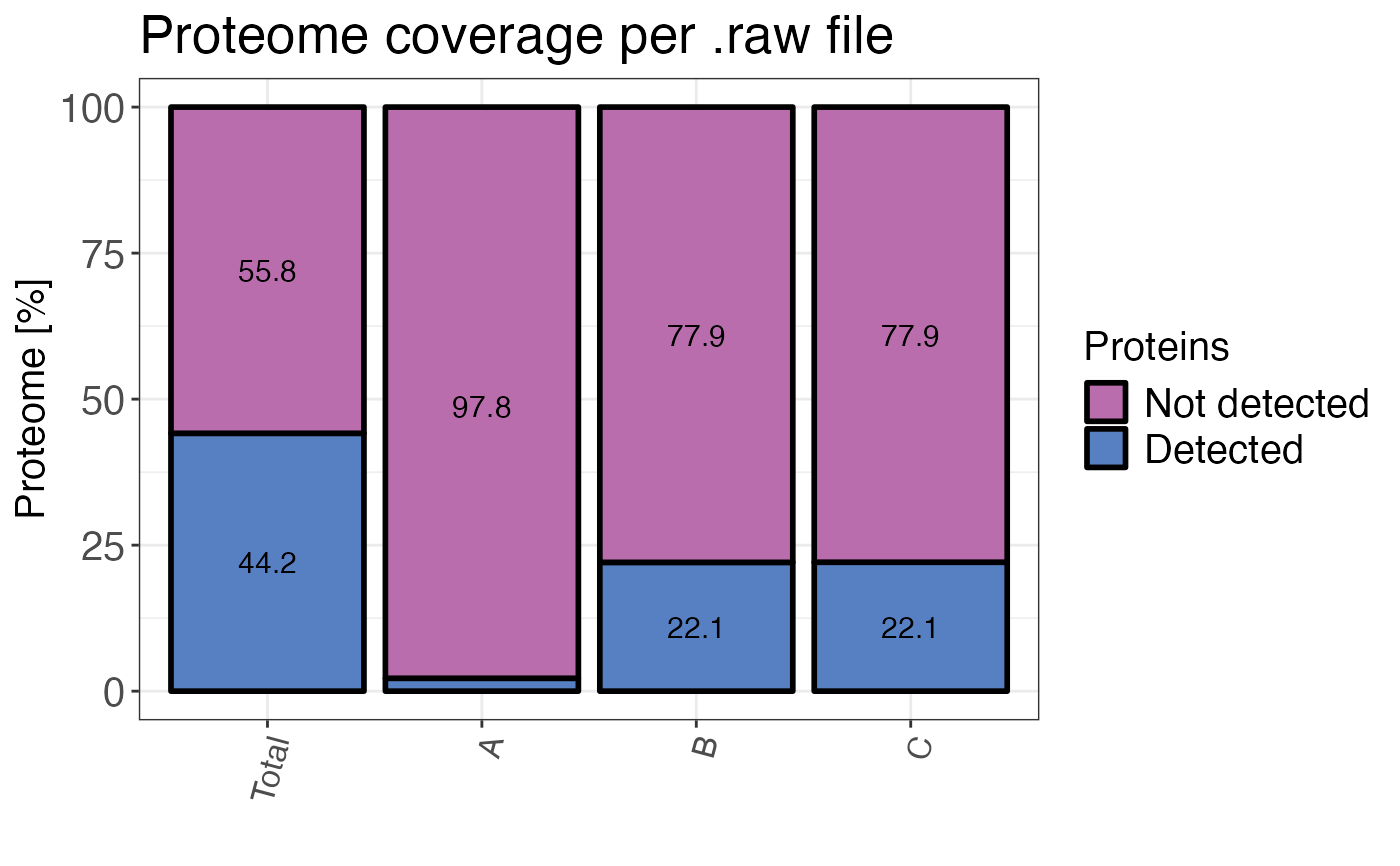 Proteome coverage per .raw file
Proteome [%]
100
75
50
25
0
55.8
44.2
97.8
77.9
22.1
77.9
22.1
Total
A
B
C
Proteins
Not detected
Detected